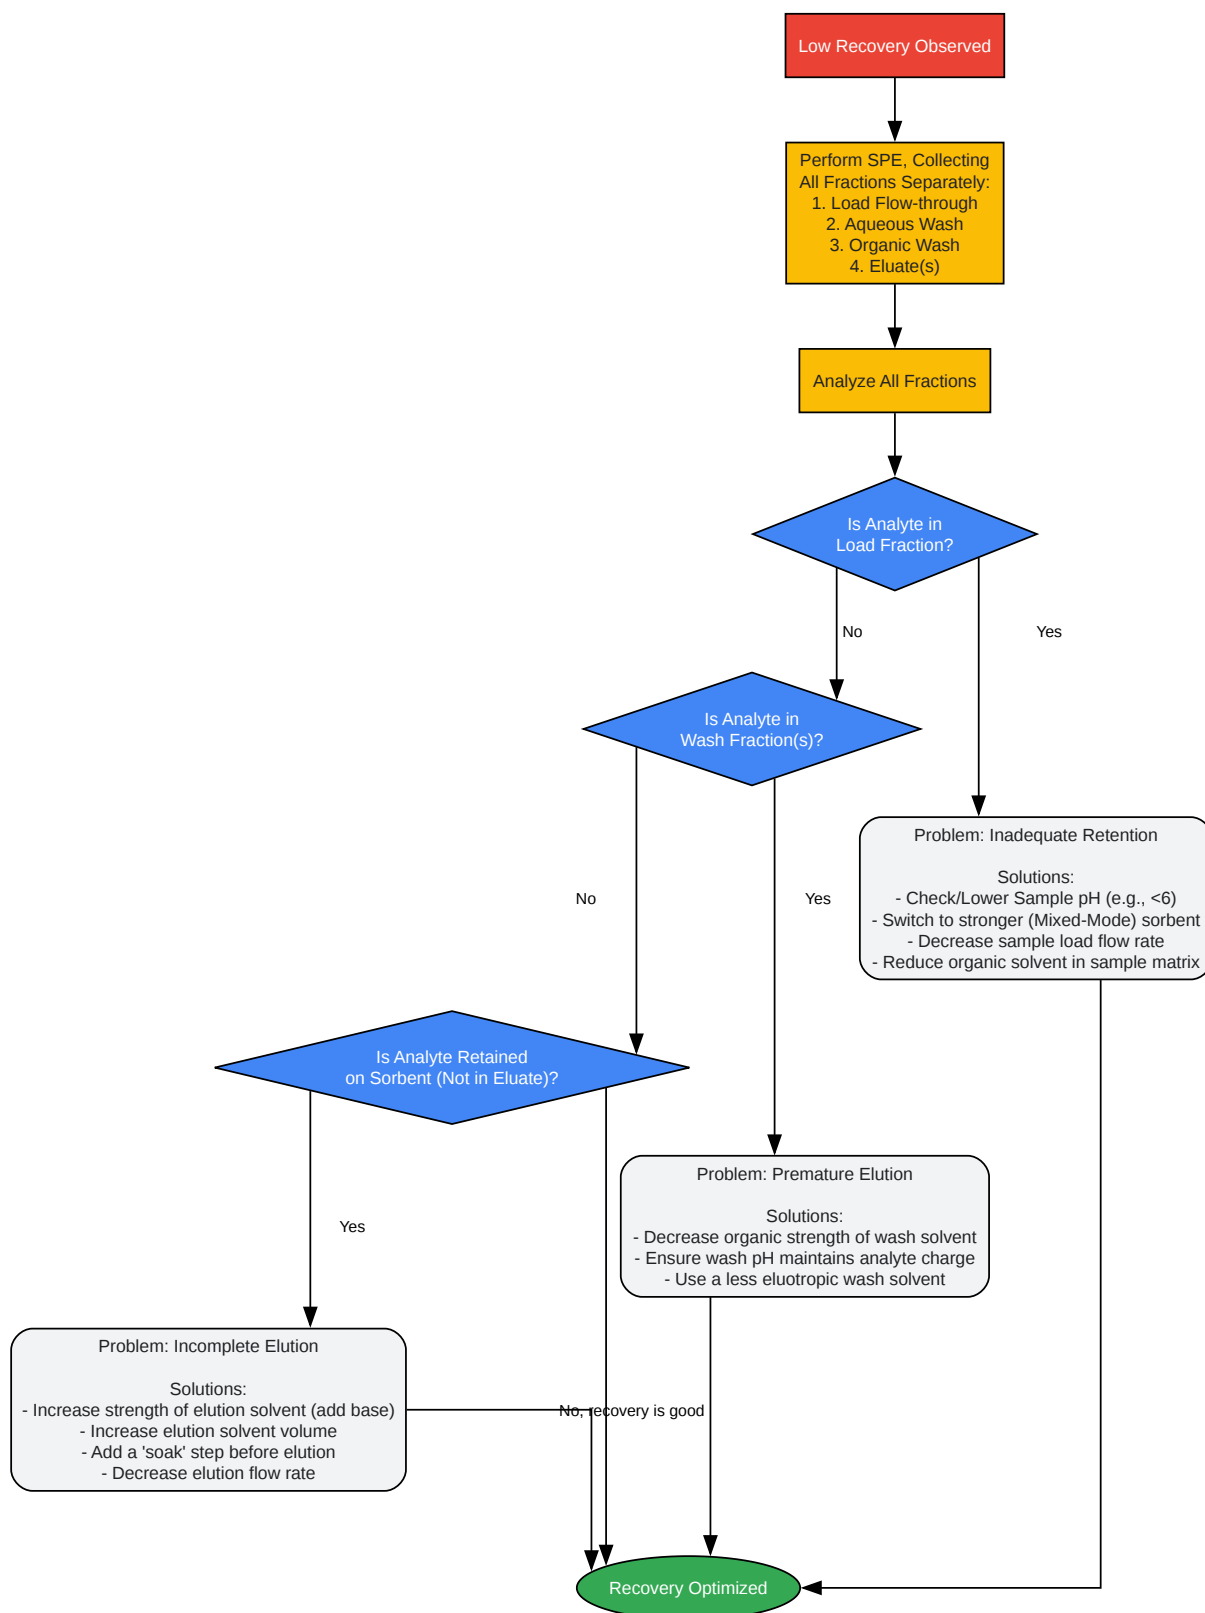 Low Recovery Observed
Perform SPE, Collecting
All Fractions Separately:
1. Load Flow-through
2. Aqueous Wash
3. Organic Wash
4. Eluate(s)
Analyze All Fractions
Is Analyte in
Load Fraction?
No
Yes
Is Analyte in
Wash Fraction(s)?
No
Yes
Problem: Inadequate Retention
Solutions:
- Check/Lower Sample pH (e.g., <6)
- Switch to stronger (Mixed-Mode) sorbent
- Decrease sample load flow rate
- Reduce organic solvent in sample matrix
Is Analyte Retained
on Sorbent (Not in Eluate)?
Yes
Problem: Premature Elution
Solutions:
- Decrease organic strength of wash solvent
- Ensure wash pH maintains analyte charge
- Use a less eluotropic wash solvent
Problem: Incomplete Elution
Solutions:
- Increase strength of elution solvent (add base)
- Increase elution solvent volume
- Add a 'soak' step before elution
- Decrease elution flow rate
No, recovery is good
Recovery Optimized